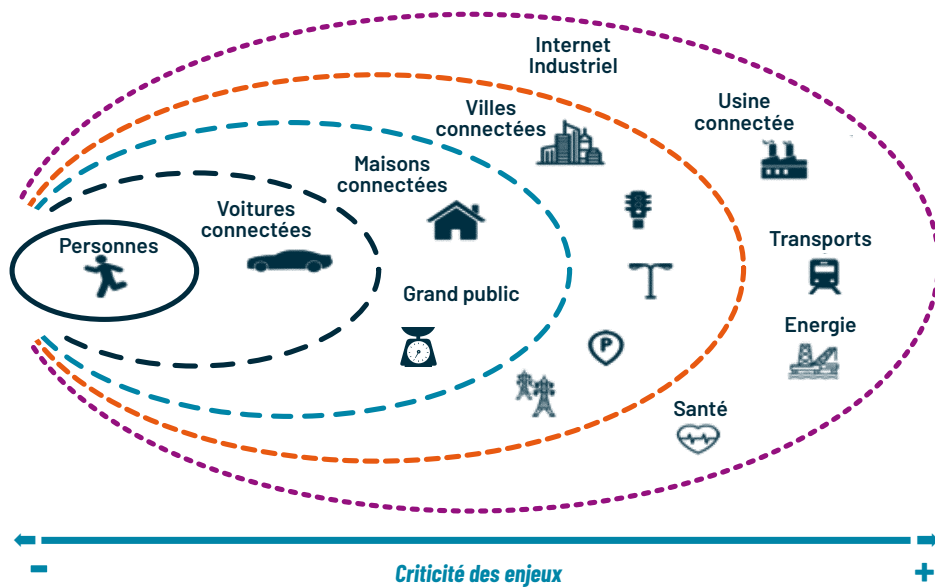 Internet
Industriel
Usine
connectée
Villes
connectées
Maisons
connectées
Voitures
connectées
Personnes
Transports
Grand public
Energie
P
Santé
- +
Criticité des enjeux